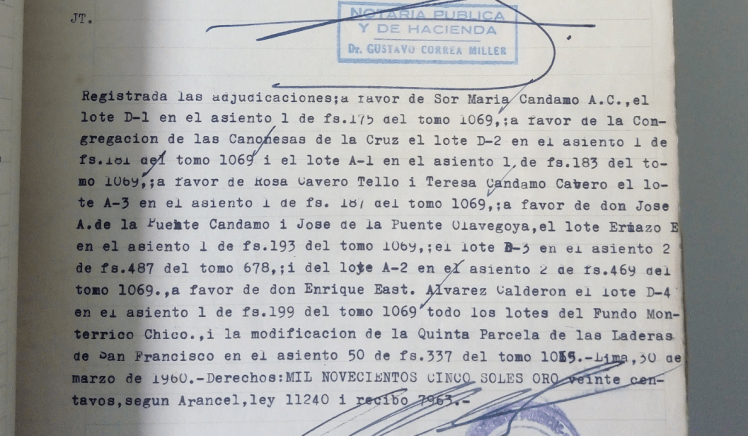 JT.
NOTARIA PUBLICA
Y DE HACIENDA
Dr. GUSTAVO CORREA MILLER
Registrada las adjudicaciones;a favor de Sor Maria Candamo A.C.,el
lote D-1 en el asiento 1 de fs.175 del tomo 1069,;a favor de la Con-
gregacion de las Canonesas de la Cruz el lote D-2 en el asiento 1 de
fs.181 del tomo 1069 i el lote A-1 en el asiento 1,de fs.183 del to-
mo 1069,;a favor de Rosa Cavero Tello i Teresa Candamo Cavero el lo-
te A-3 en el asiento 1 de fs. 187 del tomo 1069,;a favor de don Jose
A.de la Puente Candamo i Jose de la Puente Olavegoya,el lote Eriazo E
en el asiento 1 de fs.193 del tomo 1069,;el lote B-3 en el asiento 2
de fs.487 del tomo 678,;i del lote A-2 en el asiento 2 de fs.469 del
tomo 1069.,a favor de don Enrique East. Alvarez Calderon el lote D-4
en el asiento 1 de fs.199 del tomo 1069 todo los lotes del Fundo Mon-
terrico Chico.,i la modificacion de la Quinta Parcela de las Laderas
de San Francisco en el asiento 50 de fs.337 del tomo .-Lima,30 de
marzo de 1960.-Derechos:MIL NOVECIENTOS CINCO SOLES ORO veinte cen-
tavos,segun Arancel,ley 11240 i recibo 7963.-